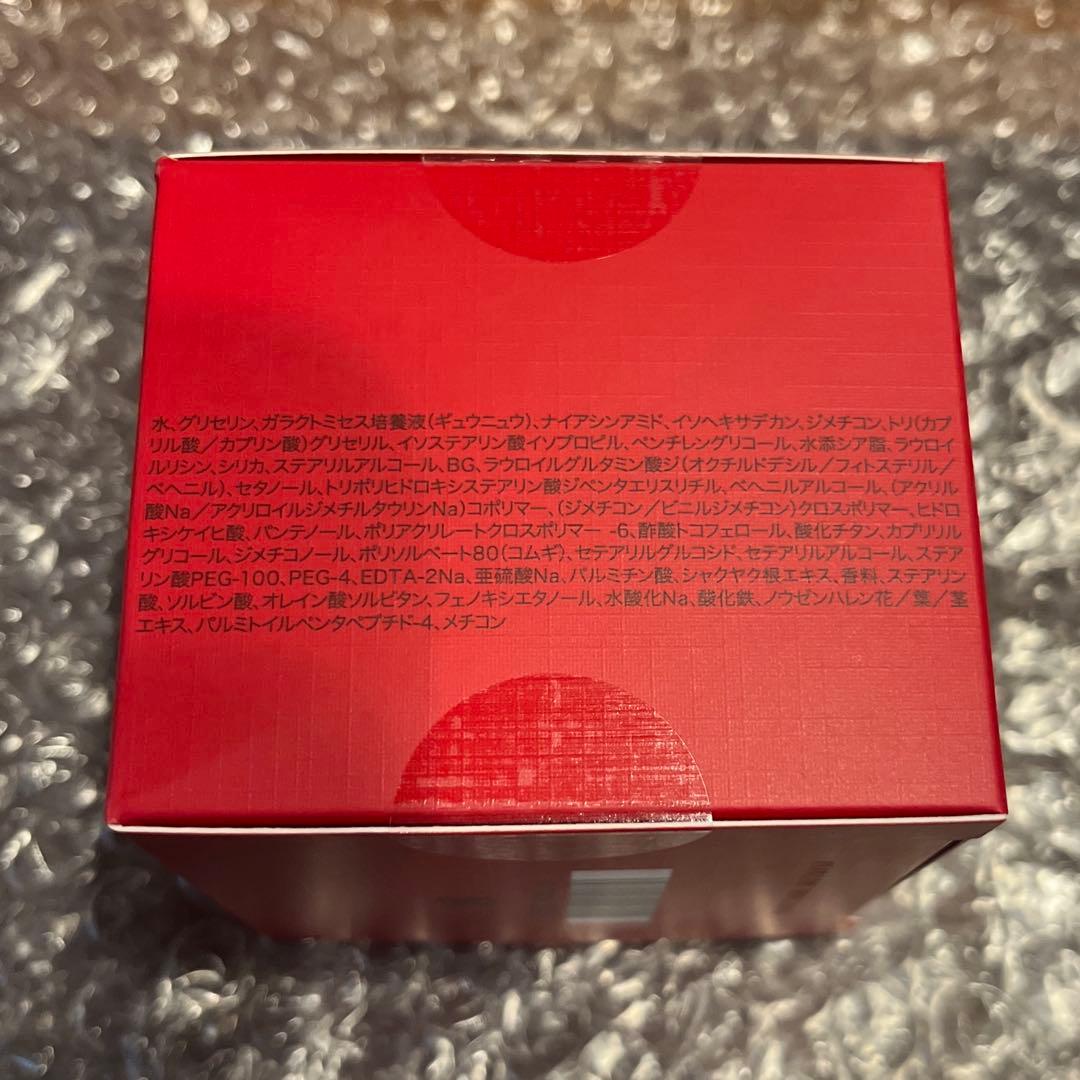 水、グリセリン、ガラクトミセス培養液(ギュウニュウ)、ナイアシンアミド、イソヘキサデカン、ジメチコン、トリ(カプ
リル酸/カプリン酸)グリセリル、イソステアリン酸イソプロピル、ペンチレングリコール、水添シア脂、ラウロイ
ルリシン、シリカ、ステアリルアルコール、BG、ラウロイルグルタミン酸ジ(オクチルドデシル/フィトステリル/
ベヘニル)、セタノール、トリポリヒドロキシステアリン酸ジペンタエリスリチル、ベヘニルアルコール、(アクリル
酸Na/アクリロイルジメチルタウリンNa)コポリマー、(ジメチコン/ビニルジメチコン)クロスポリマー、ヒドロ
キシケイヒ酸、パンテノール、ポリアクリルートクロスポリマー -6、酢酸トコフェロール、酸化チタン、カプリリル
グリコール、ジメチコノール、ポリソルベート80(コムギ)、セテアリルグルコシド、セテアリルアルコール、ステア
リン酸PEG-100、PEG-4、EDTA-2Na、亜硫酸Na、パルミチン酸、シャクヤク根エキス、香料、ステアリン
酸、ソルビン酸、オレイン酸ソルビタン、フェノキシエタノール、水酸化Na、酸化鉄、ノウゼンハレン花/葉/茎
エキス、パルミトイルペンタペプチド-4、メチコン